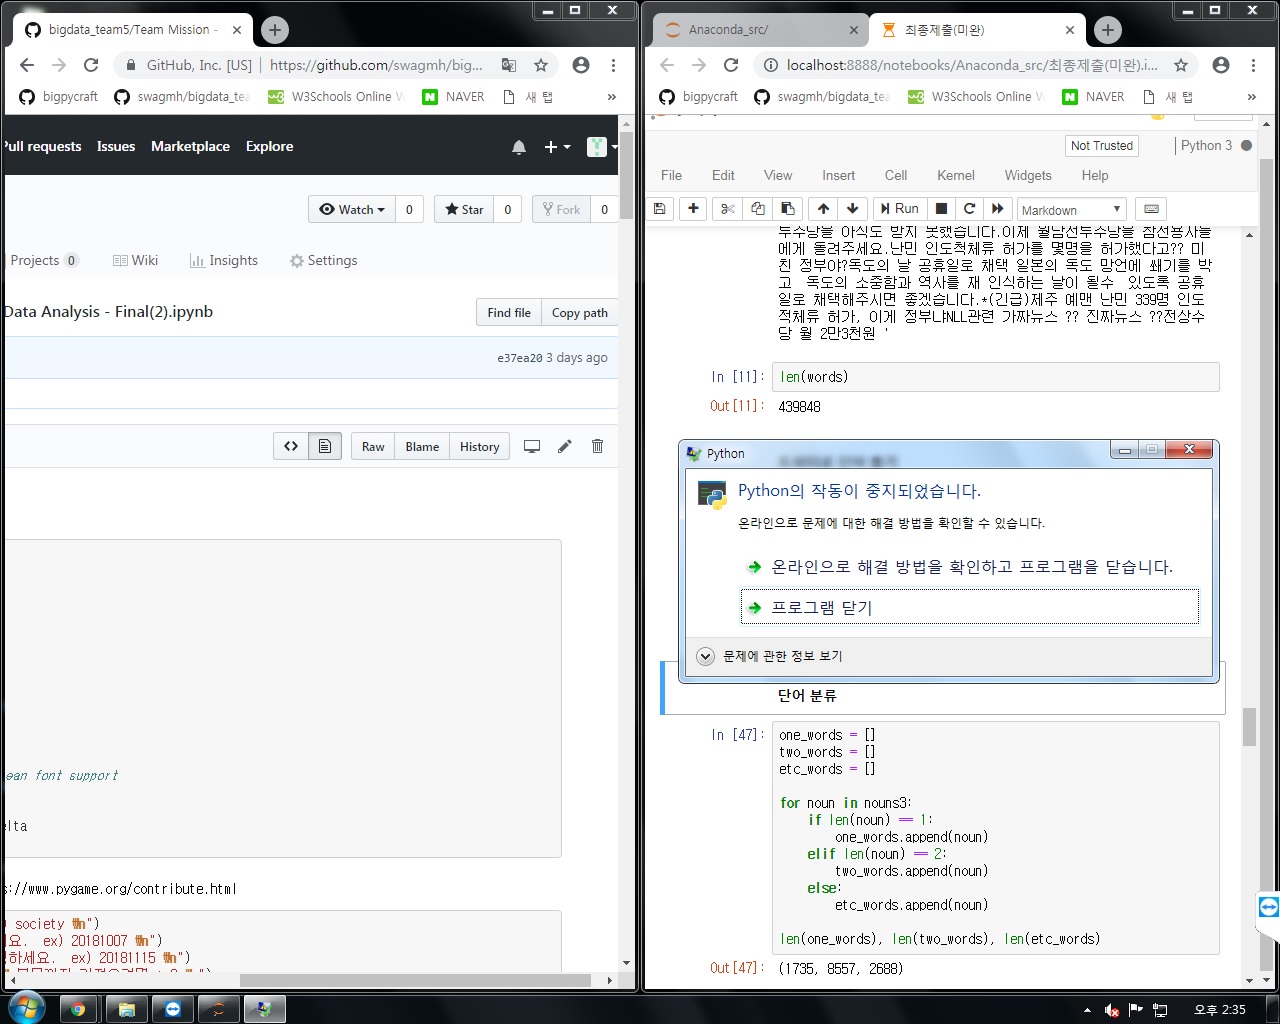 bigdata_team5/Team Mission -
GitHub, Inc. [US]
https://github.com/swagmh/big...
bigpycraft
swagmh/bigdata_tea
W3Schools Online W
NAVER
새 탭
»
Pull requests
Issues
Marketplace
Explore
Watch
0
Star
0
Fork
0
Projects 0
Wiki
Insights
Settings
Data Analysis - Final(2).ipynb
Find file
Copy path
e37ea20 3 days ago
Raw
Blame
History
ean font support
elta
s://www.pygame.org/contribute.html
society ₩n")
요. ex) 20181007 ₩n")
하세요. ex) 20181115 ₩n")
Anaconda_src/
최종제출(미완)
localhost:8888/notebooks/Anaconda_src/최종제출(미완).i...
bigpycraft
swagmh/bigdata_tea
W3Schools Online W
NAVER
새 탭
»
Not Trusted
Python 3
File
Edit
View
Insert
Cell
Kernel
Widgets
Help
Run
Markdown
두수당을 아직도 받지 못했습니다.이제 월남전두수당을 참전용사들
에게 돌려주세요.난민 인도적체류 허가를 몇명을 허가했다고?? 미
친 정부야?독도의 날 공휴일로 채택 일본의 독도 망언에 쐐기를 박
고 독도의 소중함과 역사를 재 인식하는 날이 될수 있도록 공휴
일로 채택해주시면 좋겠습니다.*(긴급)제주 예맨 난민 339명 인도
적체류 허가, 이게 정부냐NLL관련 가짜뉴스 ?? 진짜뉴스 ??전상수
당 월 2만3천원 '
In [11]:
len(words)
Out[11]:
439848
Python
Python의 작동이 중지되었습니다.
온라인으로 문제에 대한 해결 방법을 확인할 수 있습니다.
온라인으로 해결 방법을 확인하고 프로그램을 닫습니다.
프로그램 닫기
문제에 관한 정보 보기
단어 분류
In [47]:
one_words = []
two_words = []
etc_words = []
for noun in nouns3:
if len(noun) == 1:
one_words.append(noun)
elif len(noun) == 2:
two_words.append(noun)
else:
etc_words.append(noun)
len(one_words), len(two_words), len(etc_words)
Out[47]:
(1735, 8557, 2688)
오후 2:35